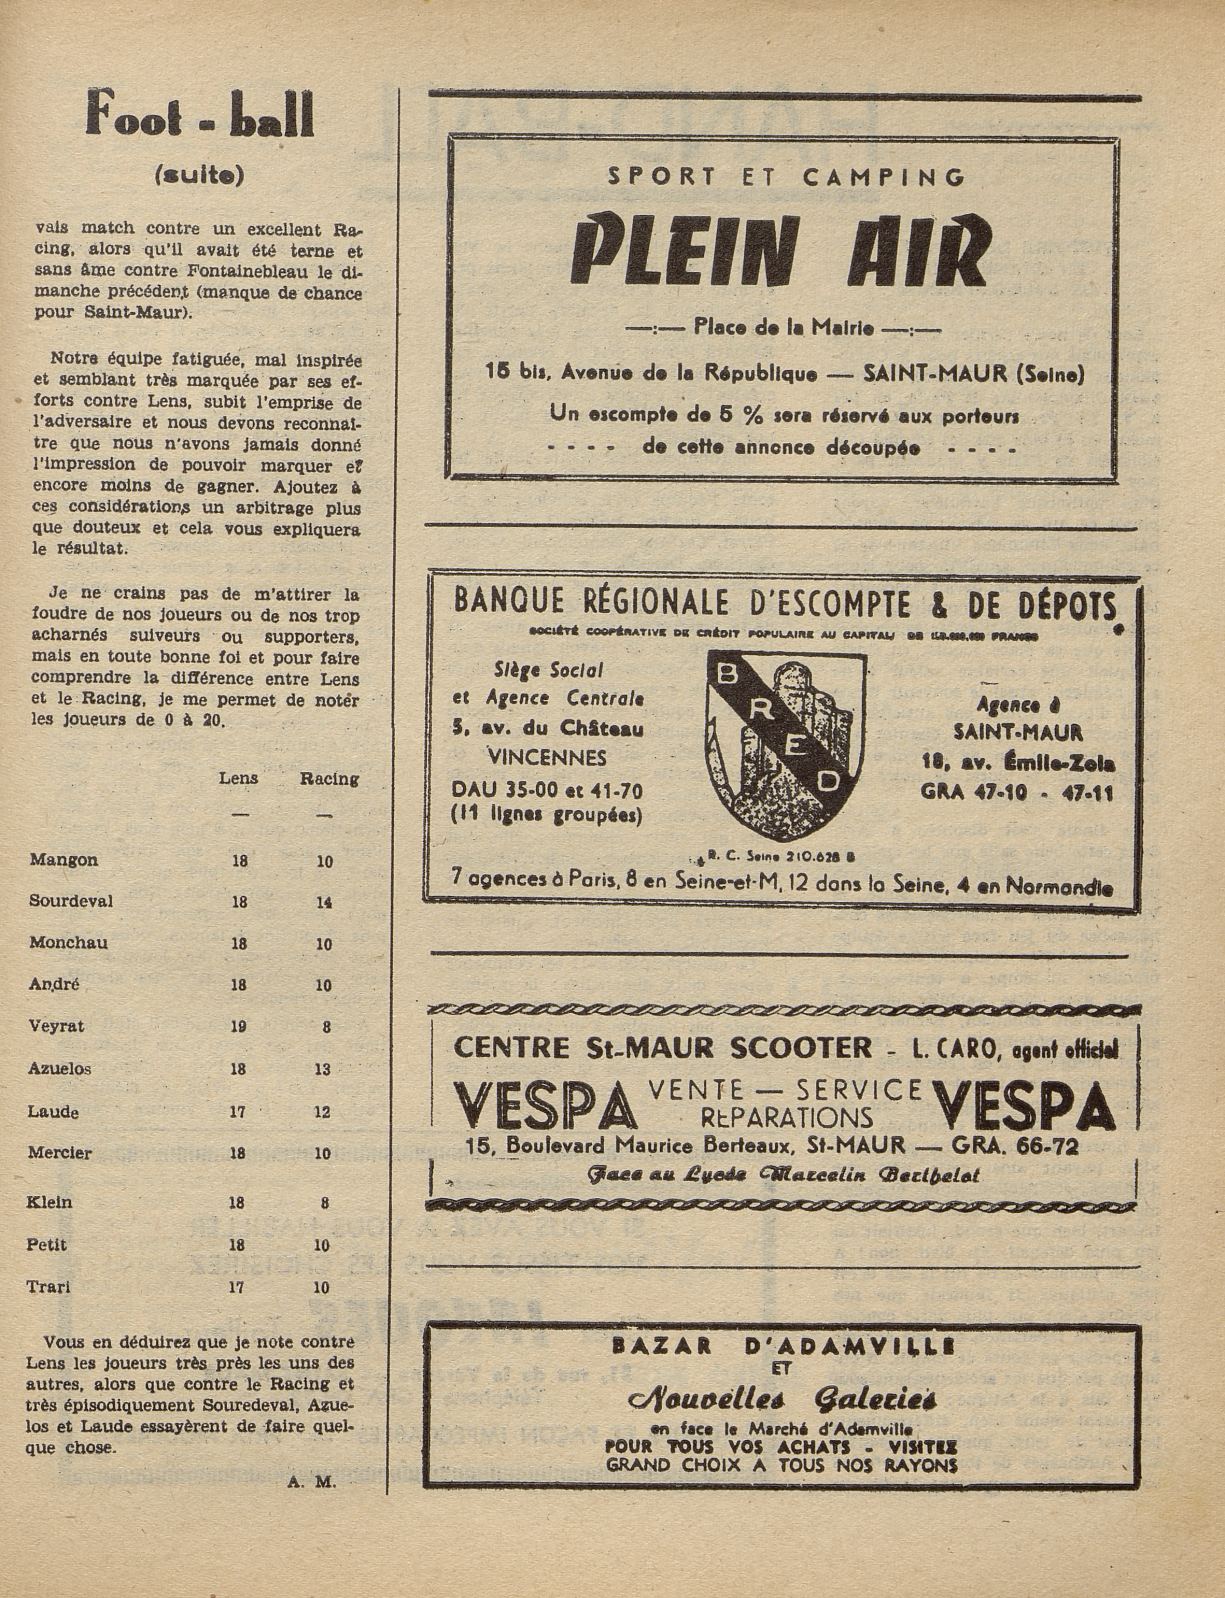 Foot - ball
(suite)
vais match contre un excellent Ra-
cing, alors qu'il avait été terne et
sans âme contre Fontainebleau le di-
manche précédent (manque de chance
pour Saint-Maur).
Notre équipe fatiguée, mal inspirée
et semblant très marquée par ses ef-
forts contre Lens, subit l'emprise de
l'adversaire et nous devons reconnaî-
tre que nous n'avons jamais donné
l'impression de pouvoir marquer et
encore moins de gagner. Ajoutez à
ces considérations un arbitrage plus
que douteux et cela vous expliquera
le résultat.
Je ne crains pas de m'attirer la
foudre de nos joueurs ou de nos trop
acharnés suiveurs ou supporters,
mais en toute bonne foi et pour faire
comprendre la différence entre Lens
et le Racing, je me permet de noter
les joueurs de 0 à 20.
Lens Racing
— —
Mangon 18 10
Sourdeval 18 14
Monchau 18 10
André 18 10
Veyrat 19 8
Azuelos 18 13
Laude 17 12
Mercier 18 10
Klein 18 8
Petit 18 10
Trari 17 10
Vous en déduirez que je note contre
Lens les joueurs très près les uns des
autres, alors que contre le Racing et
très épisodiquement Souredeval, Azue-
los et Laude essayèrent de faire quel-
que chose.
A. M.
SPORT ET CAMPING
PLEIN AIR
—:— Place de la Mairie —:—
15 bis, Avenue de la République — SAINT-MAUR (Seine)
Un escompte de 5 % sera réservé aux porteurs
- - - - de cette annonce découpée - - - -
BANQUE RÉGIONALE D'ESCOMPTE & DE DÉPOTS
SOCIÉTÉ COOPÉRATIVE DE CRÉDIT POPULAIRE AU CAPITAL DE FRANCS
Siège Social
et Agence Centrale
5, av. du Château
VINCENNES
DAU 35-00 et 41-70
(11 lignes groupées)
BRED
Agence à
SAINT-MAUR
18, av. Émile-Zola
GRA 47-10 - 47-11
R. C. Seine 210.628 B
7 agences à Paris, 8 en Seine-et-M, 12 dans la Seine, 4 en Normandie
CENTRE St-MAUR SCOOTER - L. CARO, agent officiel
VESPA VENTE — SERVICE VESPA
REPARATIONS
15, Boulevard Maurice Berteaux, St-MAUR — GRA. 66-72
Face au Lycée Marcelin Berthelot
BAZAR D'ADAMVILLE
ET
Nouvelles Galeries
en face le Marché d'Adamville
POUR TOUS VOS ACHATS - VISITEZ
GRAND CHOIX A TOUS NOS RAYONS